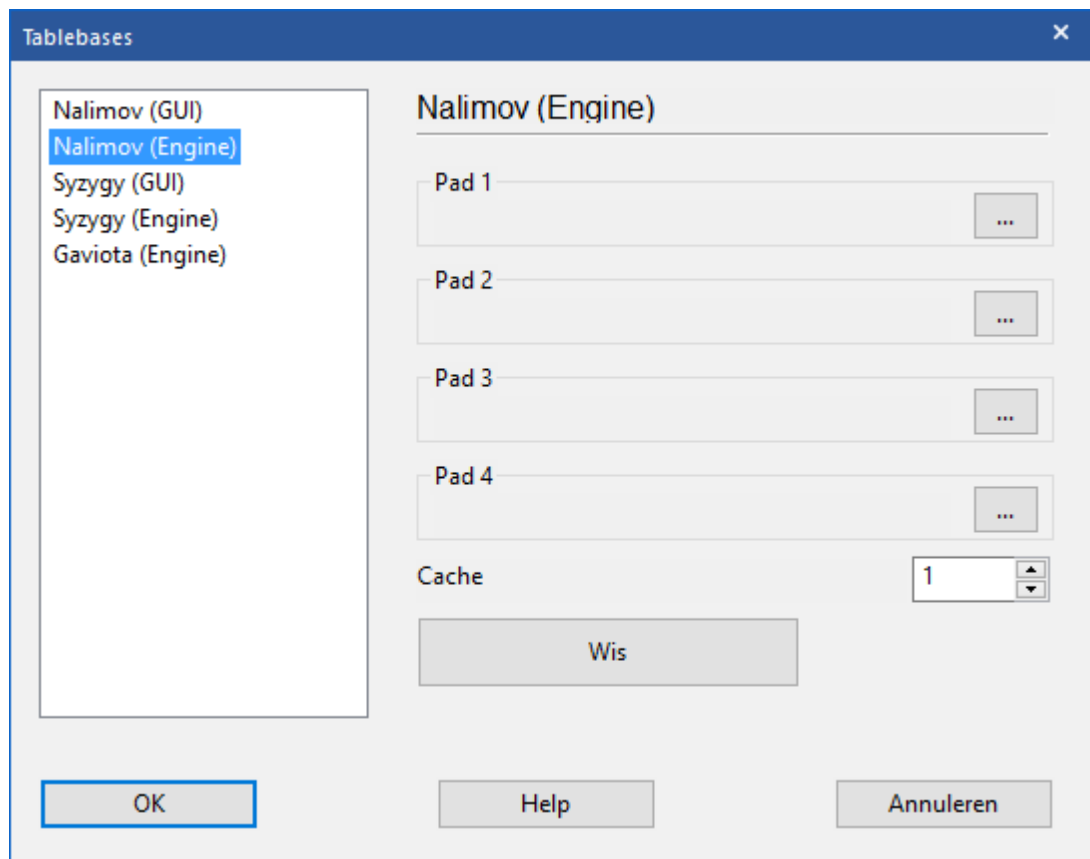 Tablebases
Nalimov (GUI)
Nalimov (Engine)
Syzygy (GUI)
Syzygy (Engine)
Gaviota (Engine)
Nalimov (Engine)
Pad 1
...
Pad 2
...
Pad 3
...
Pad 4
...
Cache 1
Wis
OK Help Annuleren